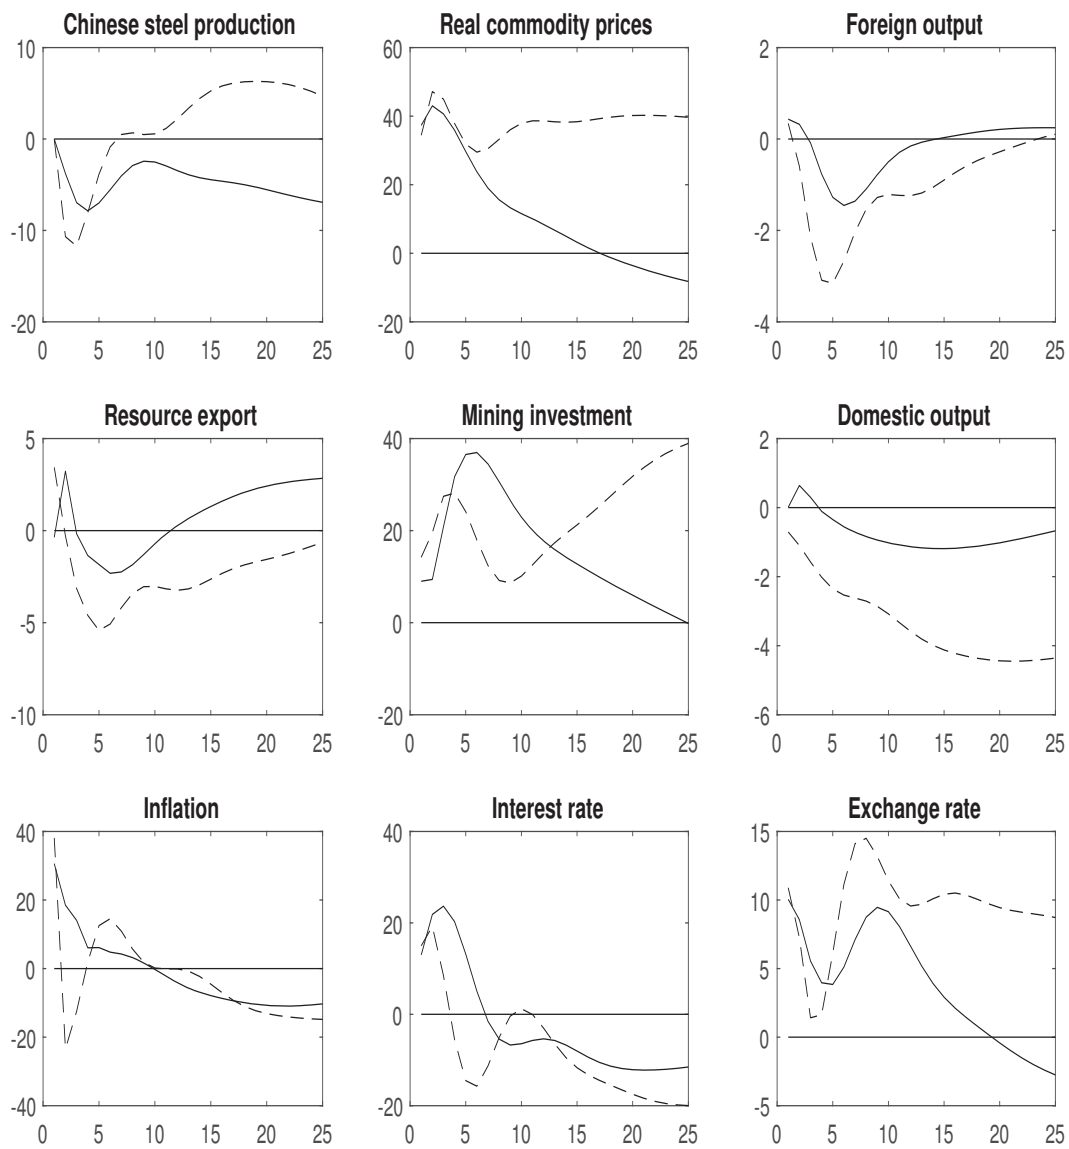 Chinese steel production
10
0
-10
-20
0 5 10 15 20 25
Real commodity prices
60
40
20
0
-20
0 5 10 15 20 25
Foreign output
2
0
-2
-4
0 5 10 15 20 25
Resource export
5
0
-5
-10
0 5 10 15 20 25
Mining investment
40
20
0
-20
0 5 10 15 20 25
Domestic output
2
0
-2
-4
-6
0 5 10 15 20 25
Inflation
40
20
0
-20
-40
0 5 10 15 20 25
Interest rate
40
20
0
-20
0 5 10 15 20 25
Exchange rate
15
10
5
0
-5
0 5 10 15 20 25